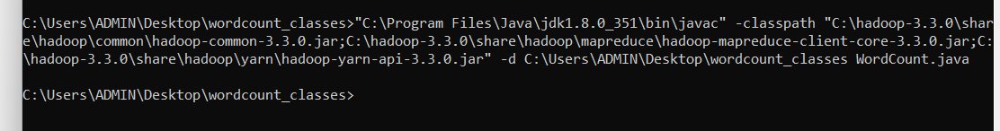 C:\Users\ADMIN\Desktop\wordcount_classes>"C:\Program Files\Java\jdk1.8.0_351\bin\javac" -classpath "C:\hadoop-3.3.0\shar
e\hadoop\common\hadoop-common-3.3.0.jar;C:\hadoop-3.3.0\share\hadoop\mapreduce\hadoop-mapreduce-client-core-3.3.0.jar;C:
\hadoop-3.3.0\share\hadoop\yarn\hadoop-yarn-api-3.3.0.jar" -d C:\Users\ADMIN\Desktop\wordcount_classes WordCount.java
C:\Users\ADMIN\Desktop\wordcount_classes>